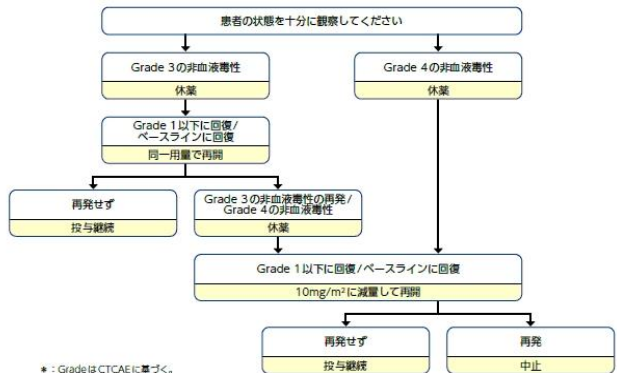 患者の状態を十分に観察してください
Grade 3の非血液毒性
休薬
Grade 4の非血液毒性
休薬
Grade 1以下に回復/
ベースラインに回復
同一用量で再開
再発せず
投与継続
Grade 3の非血液毒性の再発/
Grade 4の非血液毒性
休薬
Grade 1以下に回復/ベースラインに回復
10mg/m²に減量して再開
再発せず
投与継続
再発
中止
*：GradeはCTCAEに基づく。